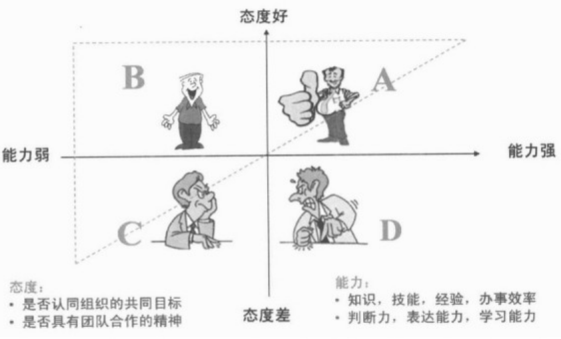 态度好
B
A
能力弱
能力强
C
D
态度：
• 是否认同组织的共同目标
• 是否具有团队合作的精神
态度差
能力：
• 知识，技能，经验，办事效率
• 判断力，表达能力，学习能力